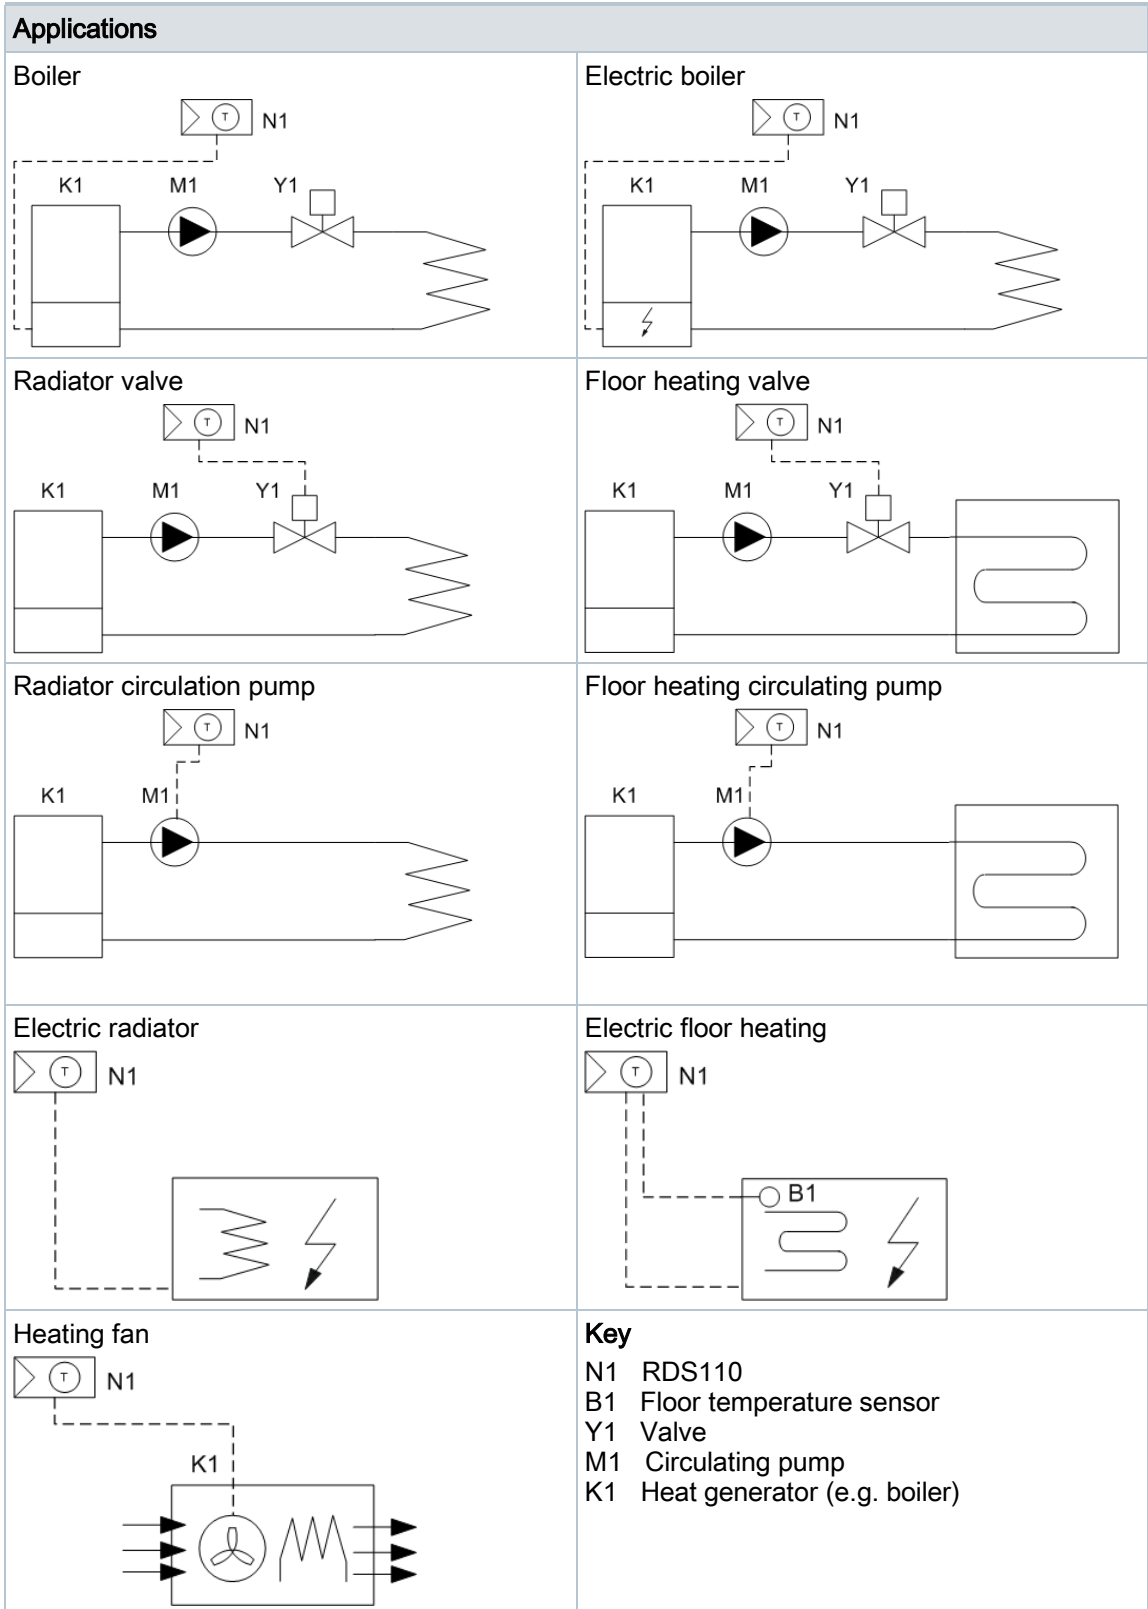 Applications
Boiler
T
N1
K1 M1 Y1
Electric boiler
T
N1
K1 M1 Y1
Radiator valve
T
N1
K1 M1 Y1
Floor heating valve
T
N1
K1 M1 Y1
Radiator circulation pump
T
N1
K1 M1
Floor heating circulating pump
T
N1
K1 M1
Electric radiator
T
N1
Electric floor heating
T
N1
B1
Heating fan
T
N1
K1
Key
N1 RDS110
B1 Floor temperature sensor
Y1 Valve
M1 Circulating pump
K1 Heat generator (e.g. boiler)